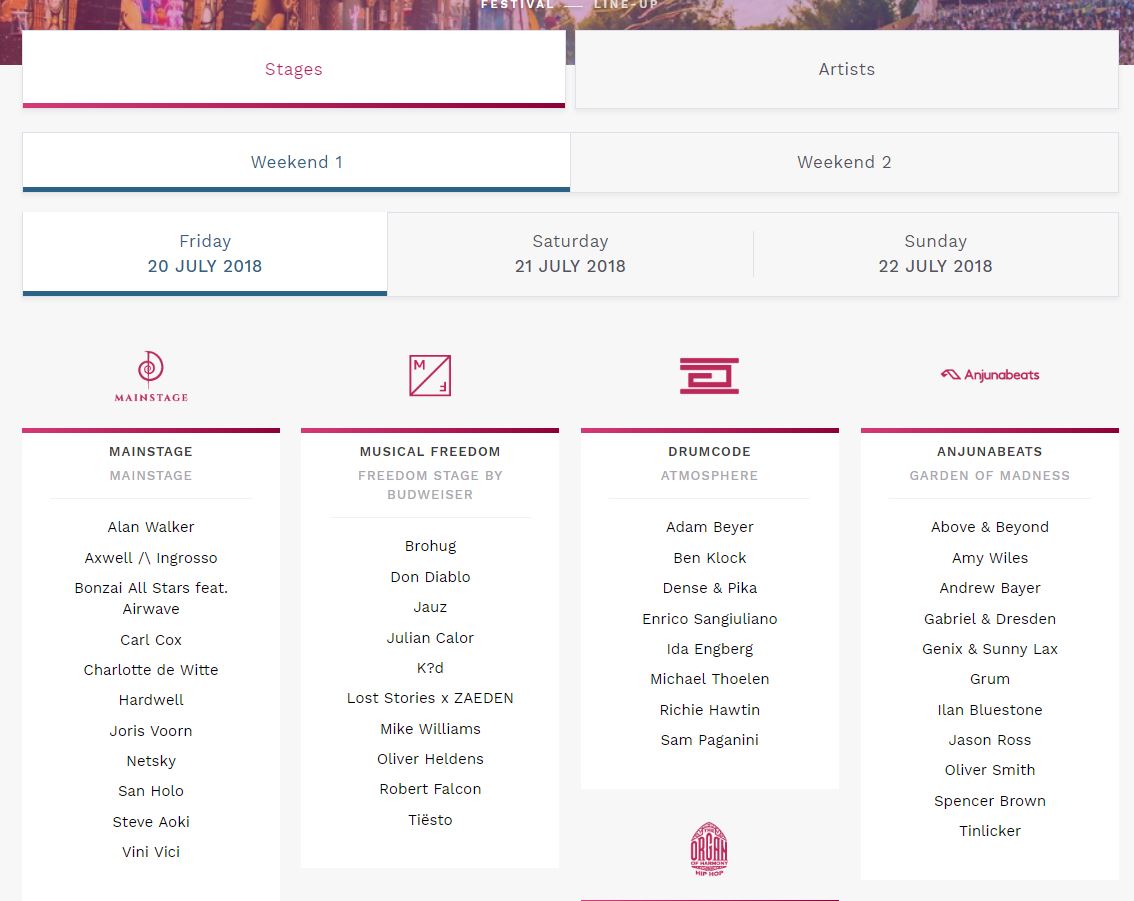 FESTIVAL — LINE-UP
Stages
Artists
Weekend 1
Weekend 2
Friday
20 JULY 2018
Saturday
21 JULY 2018
Sunday
22 JULY 2018
MAINSTAGE
MAINSTAGE
MAINSTAGE
Alan Walker
Axwell /\ Ingrosso
Bonzai All Stars feat.
Airwave
Carl Cox
Charlotte de Witte
Hardwell
Joris Voorn
Netsky
San Holo
Steve Aoki
Vini Vici
M F
MUSICAL FREEDOM
FREEDOM STAGE BY
BUDWEISER
Brohug
Don Diablo
Jauz
Julian Calor
K?d
Lost Stories x ZAEDEN
Mike Williams
Oliver Heldens
Robert Falcon
Tiësto
DRUMCODE
ATMOSPHERE
Adam Beyer
Ben Klock
Dense & Pika
Enrico Sangiuliano
Ida Engberg
Michael Thoelen
Richie Hawtin
Sam Paganini
THE
ORGAN
OF HARMONY
HIP HOP
Anjunabeats
ANJUNABEATS
GARDEN OF MADNESS
Above & Beyond
Amy Wiles
Andrew Bayer
Gabriel & Dresden
Genix & Sunny Lax
Grum
Ilan Bluestone
Jason Ross
Oliver Smith
Spencer Brown
Tinlicker